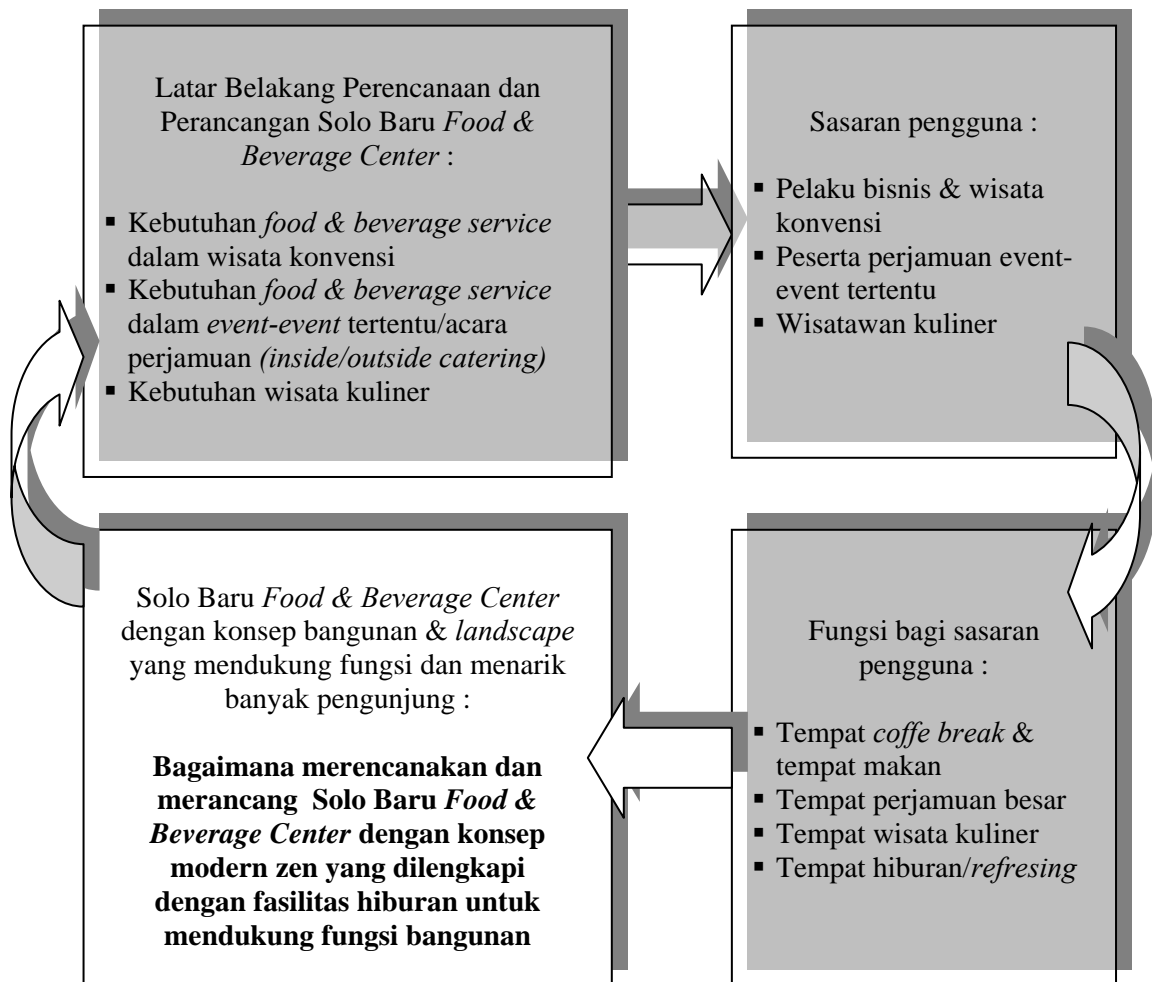 Latar Belakang Perencanaan dan
Perancangan Solo Baru Food &
Beverage Center :
▪ Kebutuhan food & beverage service
dalam wisata konvensi
▪ Kebutuhan food & beverage service
dalam event-event tertentu/acara
perjamuan (inside/outside catering)
▪ Kebutuhan wisata kuliner
Sasaran pengguna :
▪ Pelaku bisnis & wisata
konvensi
▪ Peserta perjamuan event-
event tertentu
▪ Wisatawan kuliner
Fungsi bagi sasaran
pengguna :
▪ Tempat coffe break &
tempat makan
▪ Tempat perjamuan besar
▪ Tempat wisata kuliner
▪ Tempat hiburan/refresing
Solo Baru Food & Beverage Center
dengan konsep bangunan & landscape
yang mendukung fungsi dan menarik
banyak pengunjung :
Bagaimana merencanakan dan
merancang Solo Baru Food &
Beverage Center dengan konsep
modern zen yang dilengkapi
dengan fasilitas hiburan untuk
mendukung fungsi bangunan